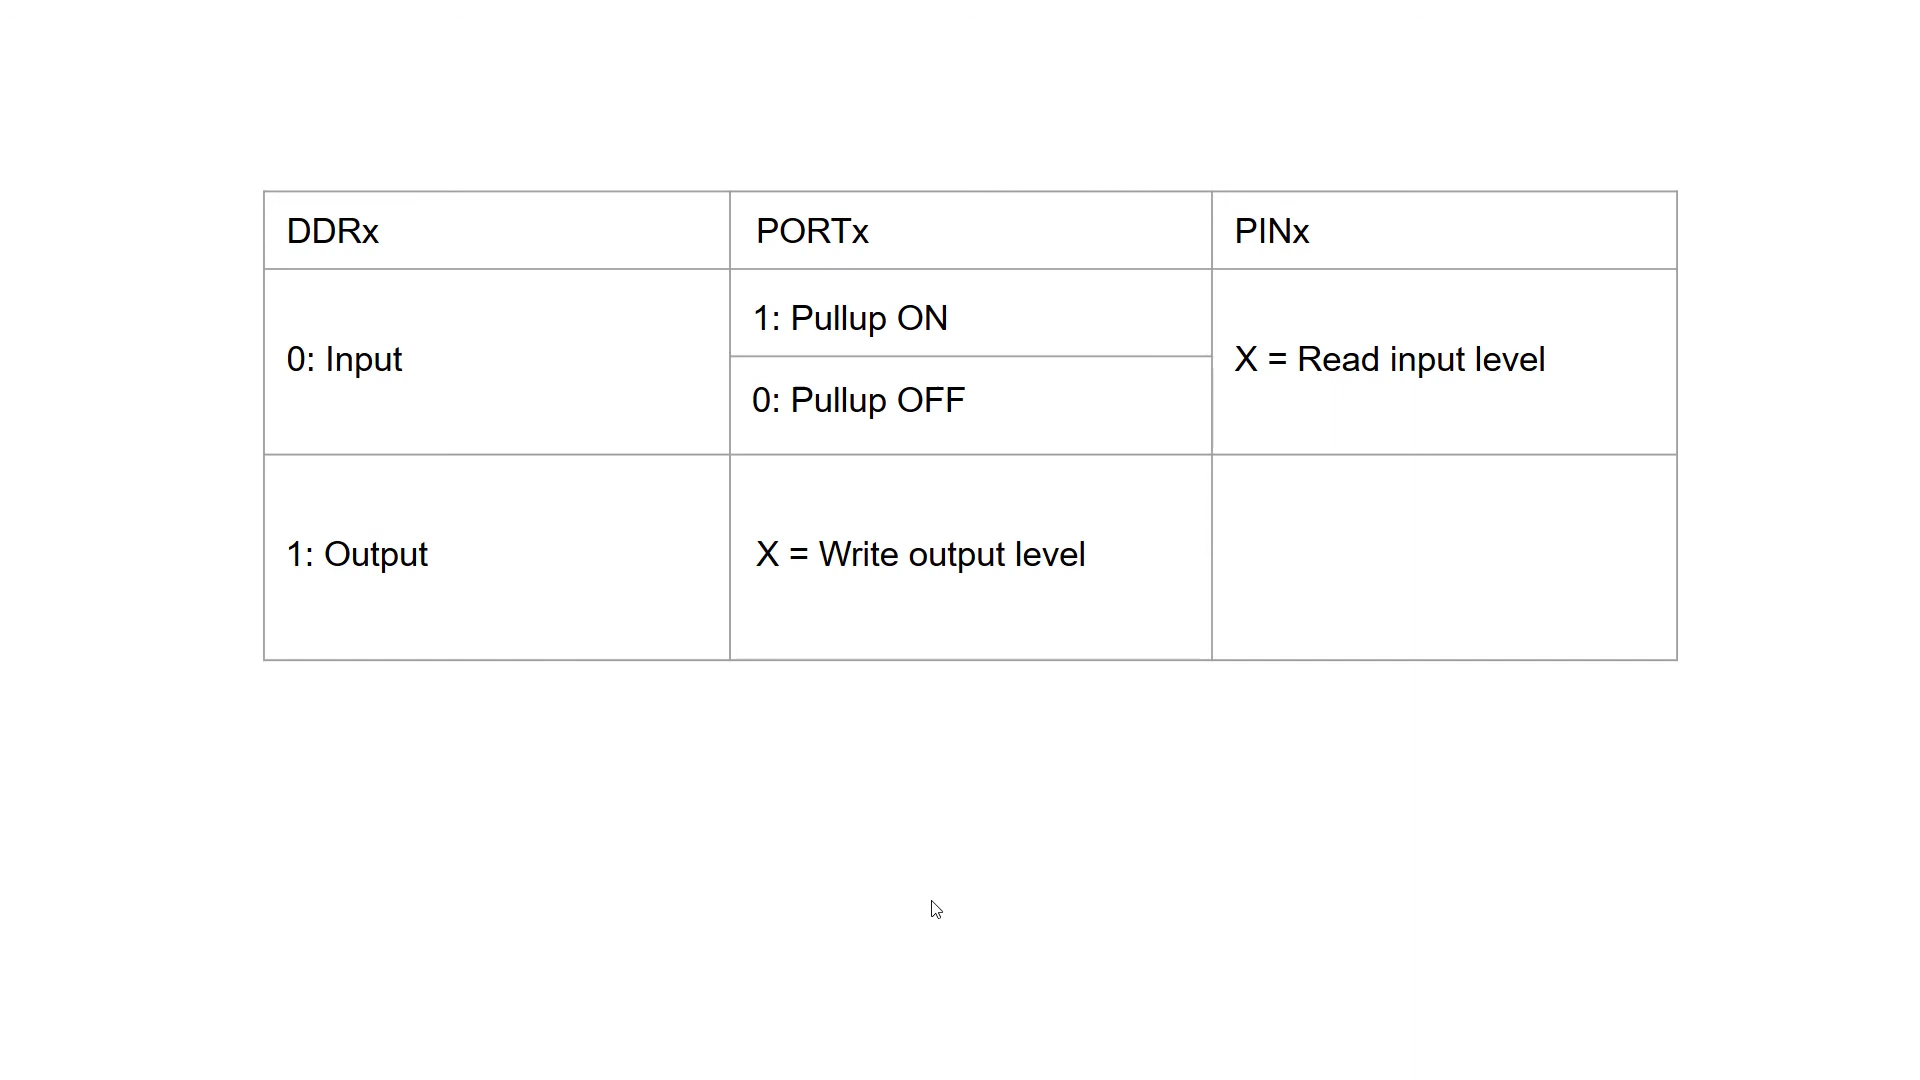 DDRx
PORTx
PINx
0: Input
1: Pullup ON
0: Pullup OFF
X = Read input level
1: Output
X = Write output level